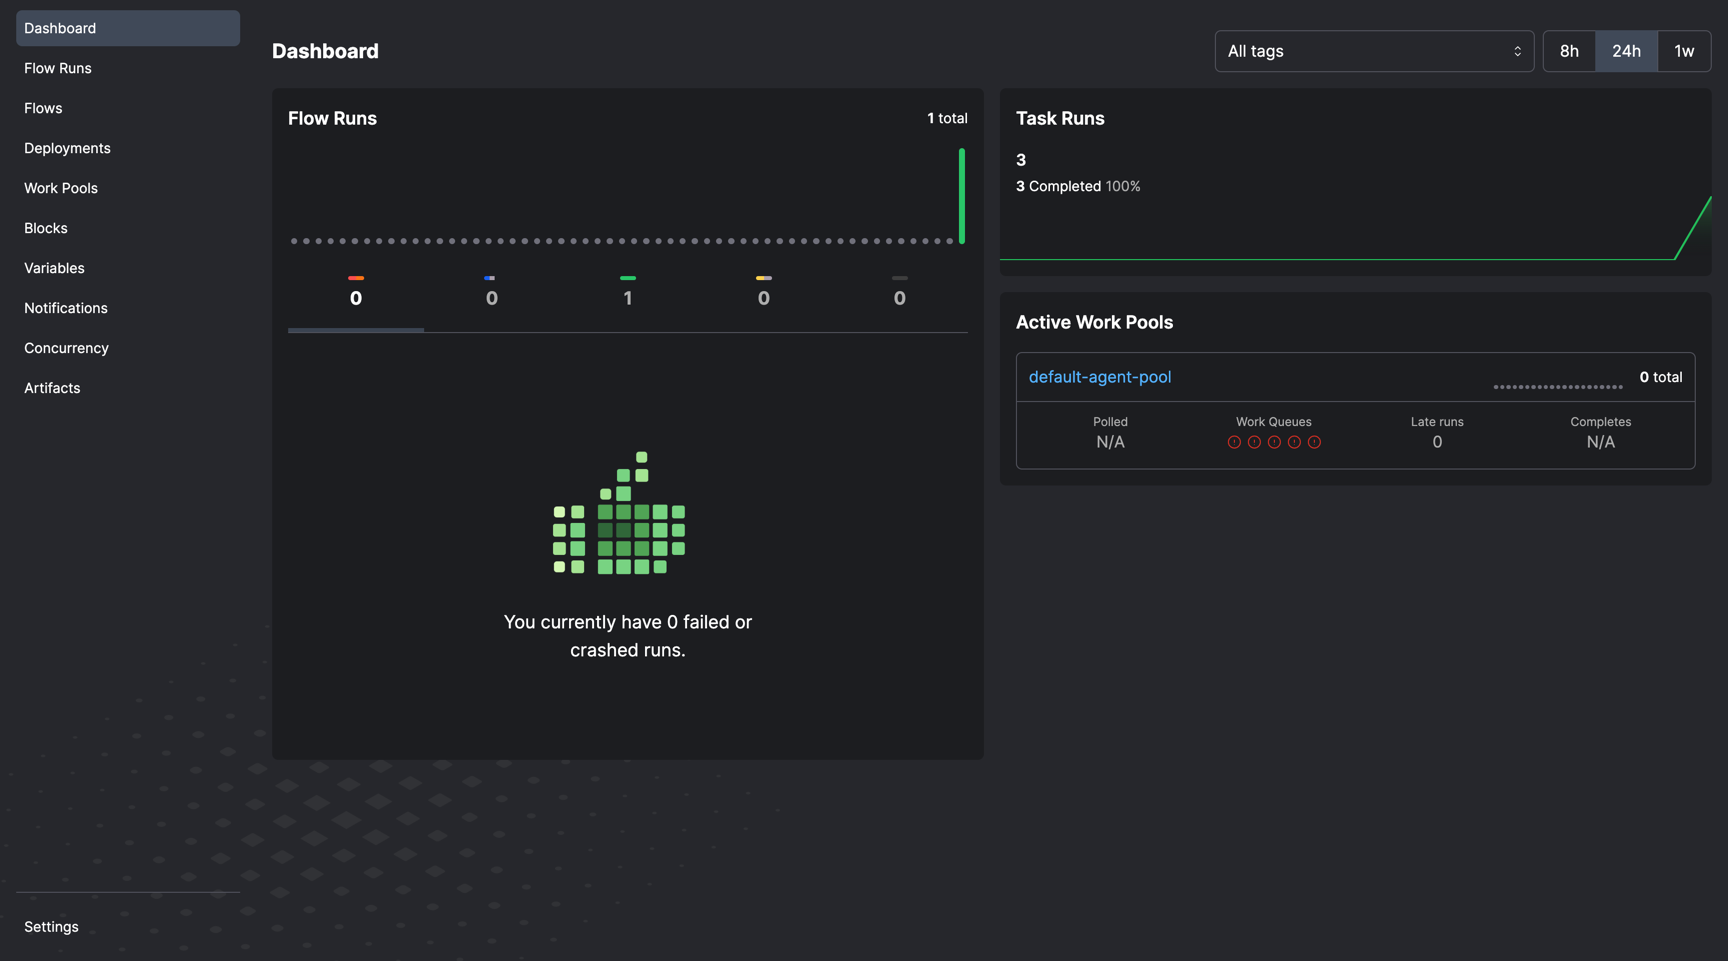 Dashboard
Flow Runs
Flows
Deployments
Work Pools
Blocks
Variables
Notifications
Concurrency
Artifacts
Settings
Dashboard
All tags
8h 24h 1w
Flow Runs
1 total
0 0 1 0 0
You currently have 0 failed or
crashed runs.
Task Runs
3
3 Completed 100%
Active Work Pools
default-agent-pool
0 total
Polled Work Queues Late runs Completes
N/A 0 N/A